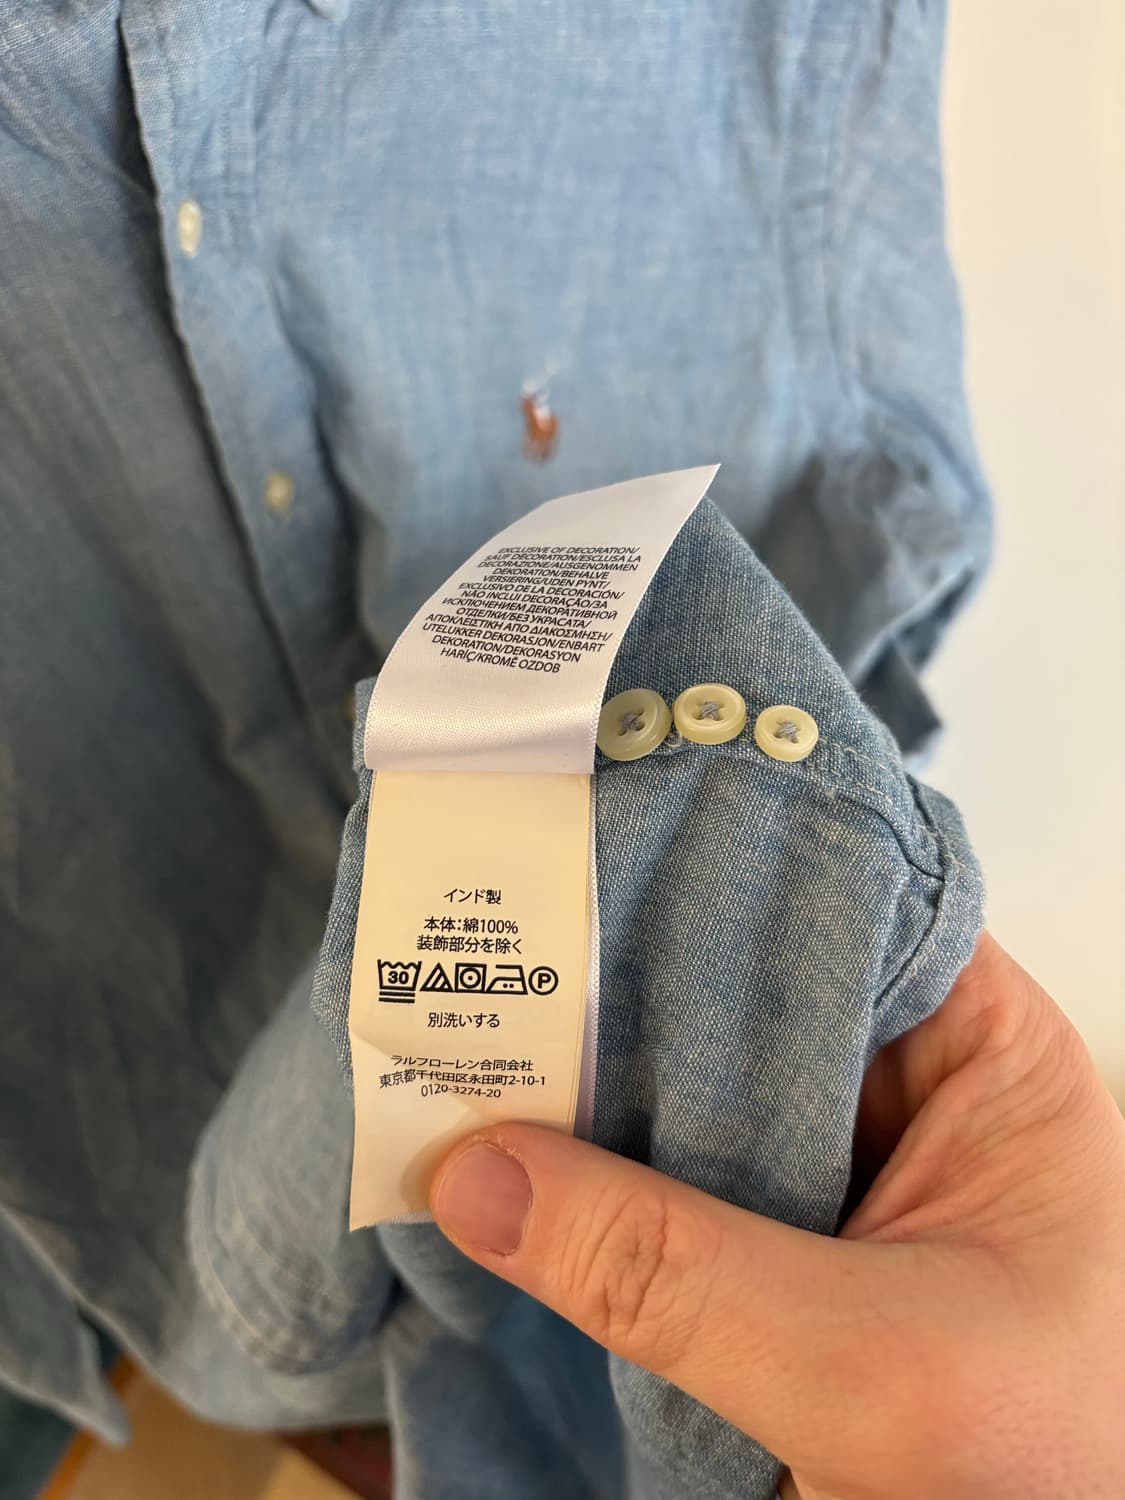 EXCLUSIVE OF DECORATION/
SAUF DÉCORATION/ESCLUSA LA
DECORAZIONE/AUSGENOMMEN
DEKORATION/BEHALVE
VERSIERING/UDEN PYNT/
EXCLUSIVO DE LA DECORACIÓN/
NÃO INCLUI DECORAÇÃO/ЗА
ИСКЛЮЧЕНИЕМ ДЕКОРАТИВНОЙ
ОТДЕЛКИ/БЕЗ УКРАСАТА/
ΑΠΟΚΛΕΙΣΤΙΚΗ ΑΠΟ ΔΙΑΚΟΣΜΗΣΗ/
UTELUKKER DEKORASJON/ENBART
DEKORATION/DEKORASYON
HARİÇ/KROMĚ OZDOB
インド製
本体:綿100%
装飾部分を除く
30 P
別洗いする
ラルフローレン合同会社
東京都千代田区永田町2-10-1
0120-3274-20